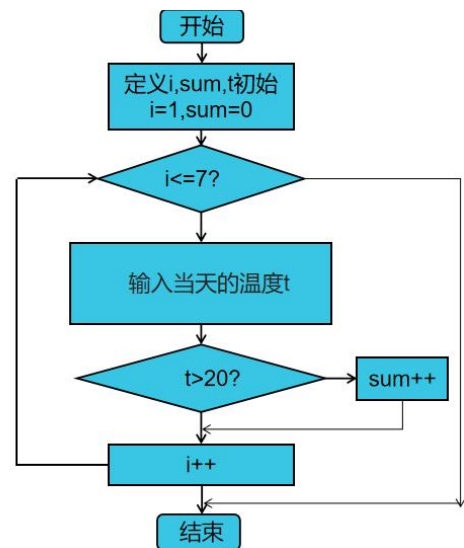 开始
定义i,sum,t初始
i=1,sum=0
i<=7?
输入当天的温度t
t>20?
sum++
i++
结束